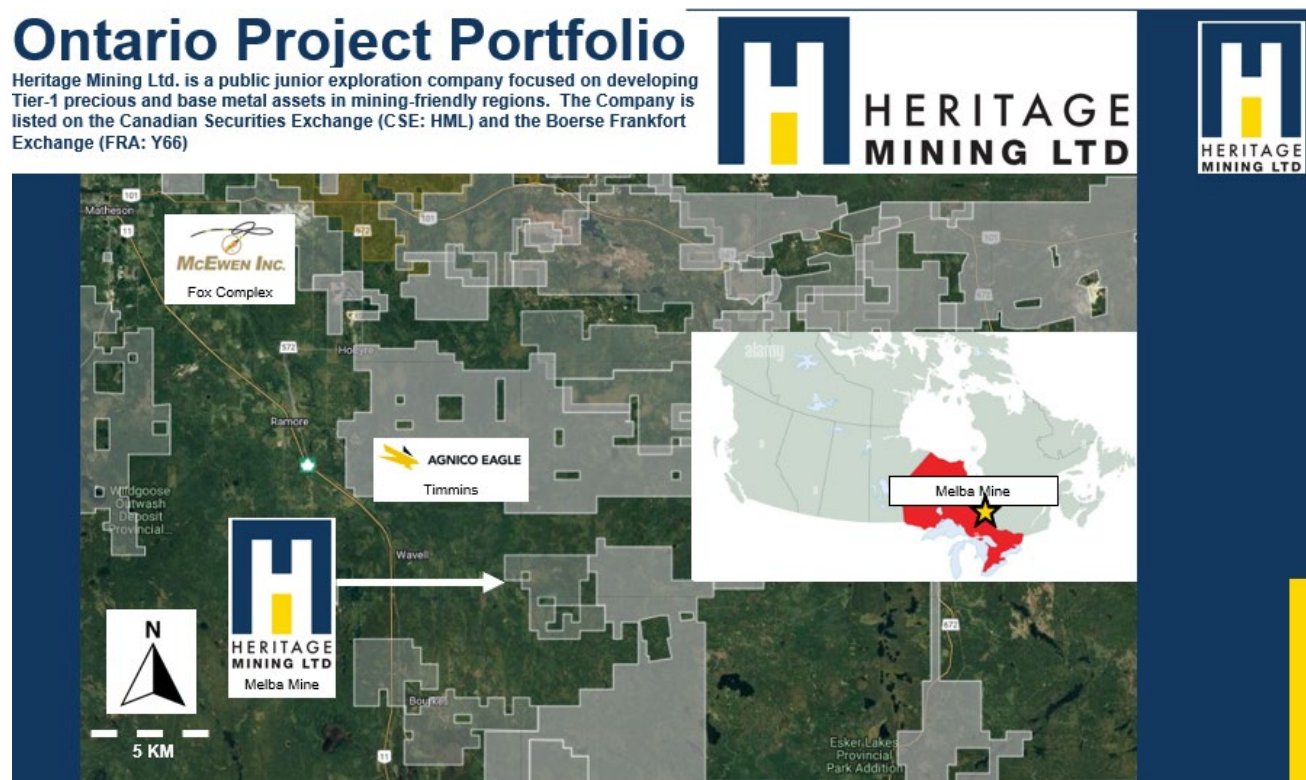 Ontario Project Portfolio
Heritage Mining Ltd. is a public junior exploration company focused on developing
Tier-1 precious and base metal assets in mining-friendly regions. The Company is
listed on the Canadian Securities Exchange (CSE: HML) and the Boerse Frankfort
Exchange (FRA: Y66)
HERITAGE
MINING LTD
HERITAGE
MINING LTD
101
Matheson
11
McEWEN INC.
Fox Complex
672
101
101
672
572
Holtyre
Ramore
AGNICO EAGLE
Timmins
alamy
Melba Mine
Wildgoose
Outwash
Deposit
Provincial...
Wavell
HERITAGE
MINING LTD
Melba Mine
N
5 KM
Bourkes
11
672
Esker Lakes
Provincial
Park Addition